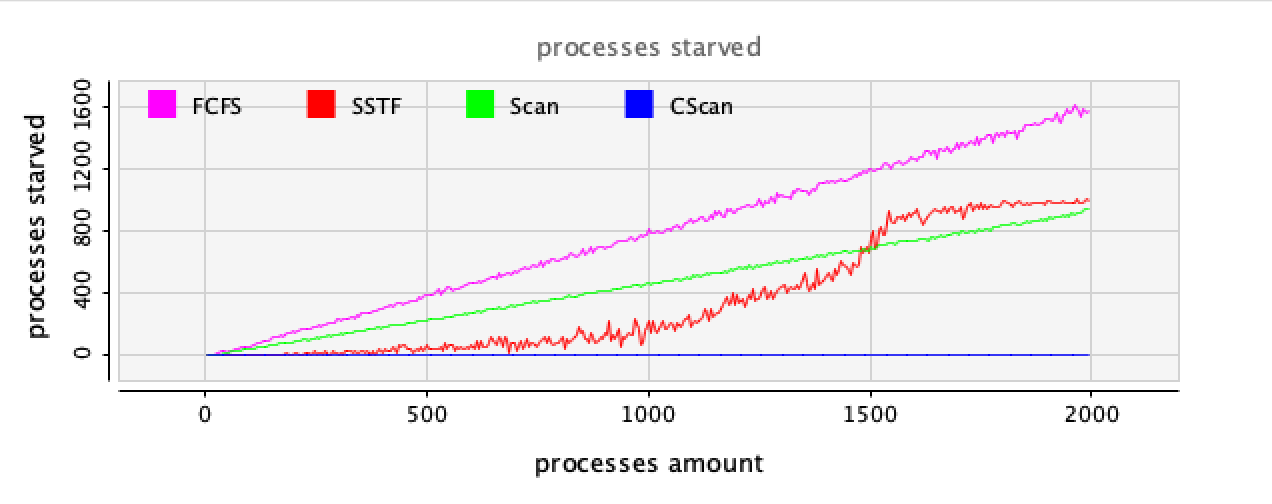 processes starved
FCFS SSTF Scan CScan
processes starved
1600
1200
800
400
0
0 500 1000 1500 2000
processes amount